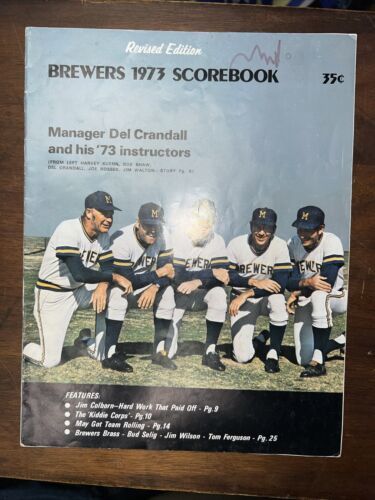 Revised Edition
BREWERS 1973 SCOREBOOK 35¢
Manager Del Crandall
and his '73 instructors
(FROM LEFT HARVEY KUENN, BOB SHAW,
DEL CRANDALL, JOE NOSSEK, JIM WALTON - STORY Pg. 6)
M M M M
BREWERS
FEATURES:
● Jim Colborn—Hard Work That Paid Off - Pg.9
● The 'Kiddie Corps' - Pg.10
● May Got Team Rolling - Pg.14
● Brewers Brass - Bud Selig - Jim Wilson - Tom Ferguson - Pg.25